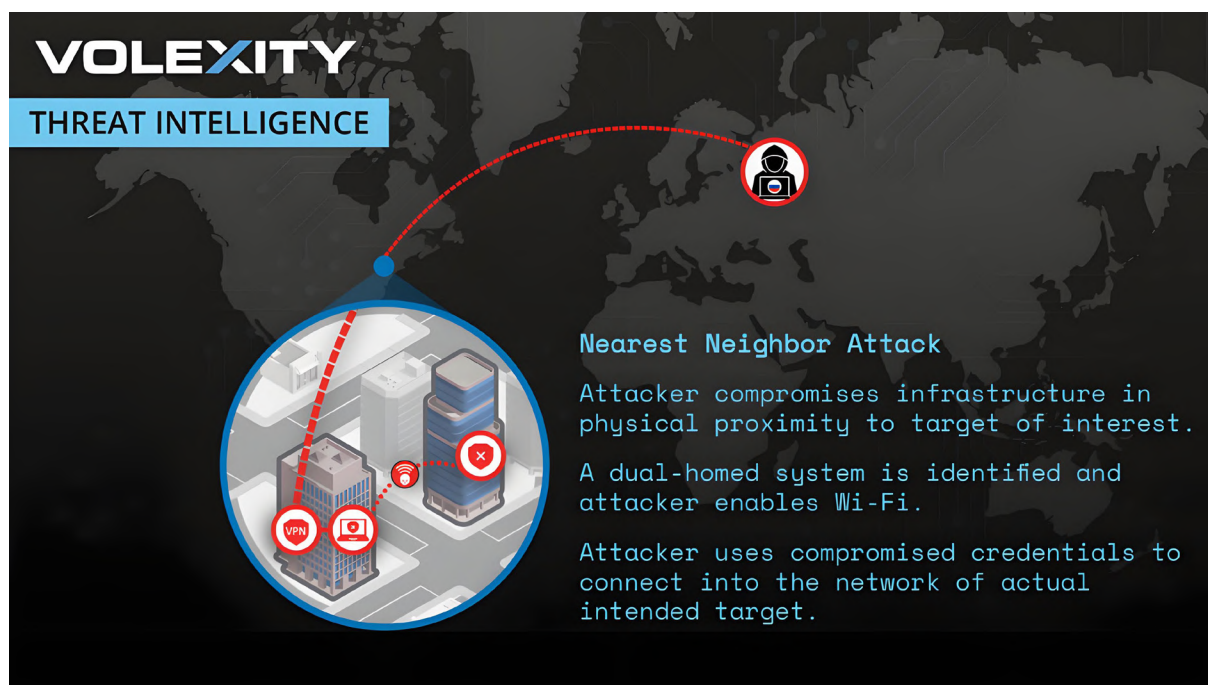 VOLEXITY
THREAT INTELLIGENCE
Nearest Neighbor Attack
Attacker compromises infrastructure in
physical proximity to target of interest.
A dual-homed system is identified and
attacker enables Wi-Fi.
Attacker uses compromised credentials to
connect into the network of actual
intended target.
VPN